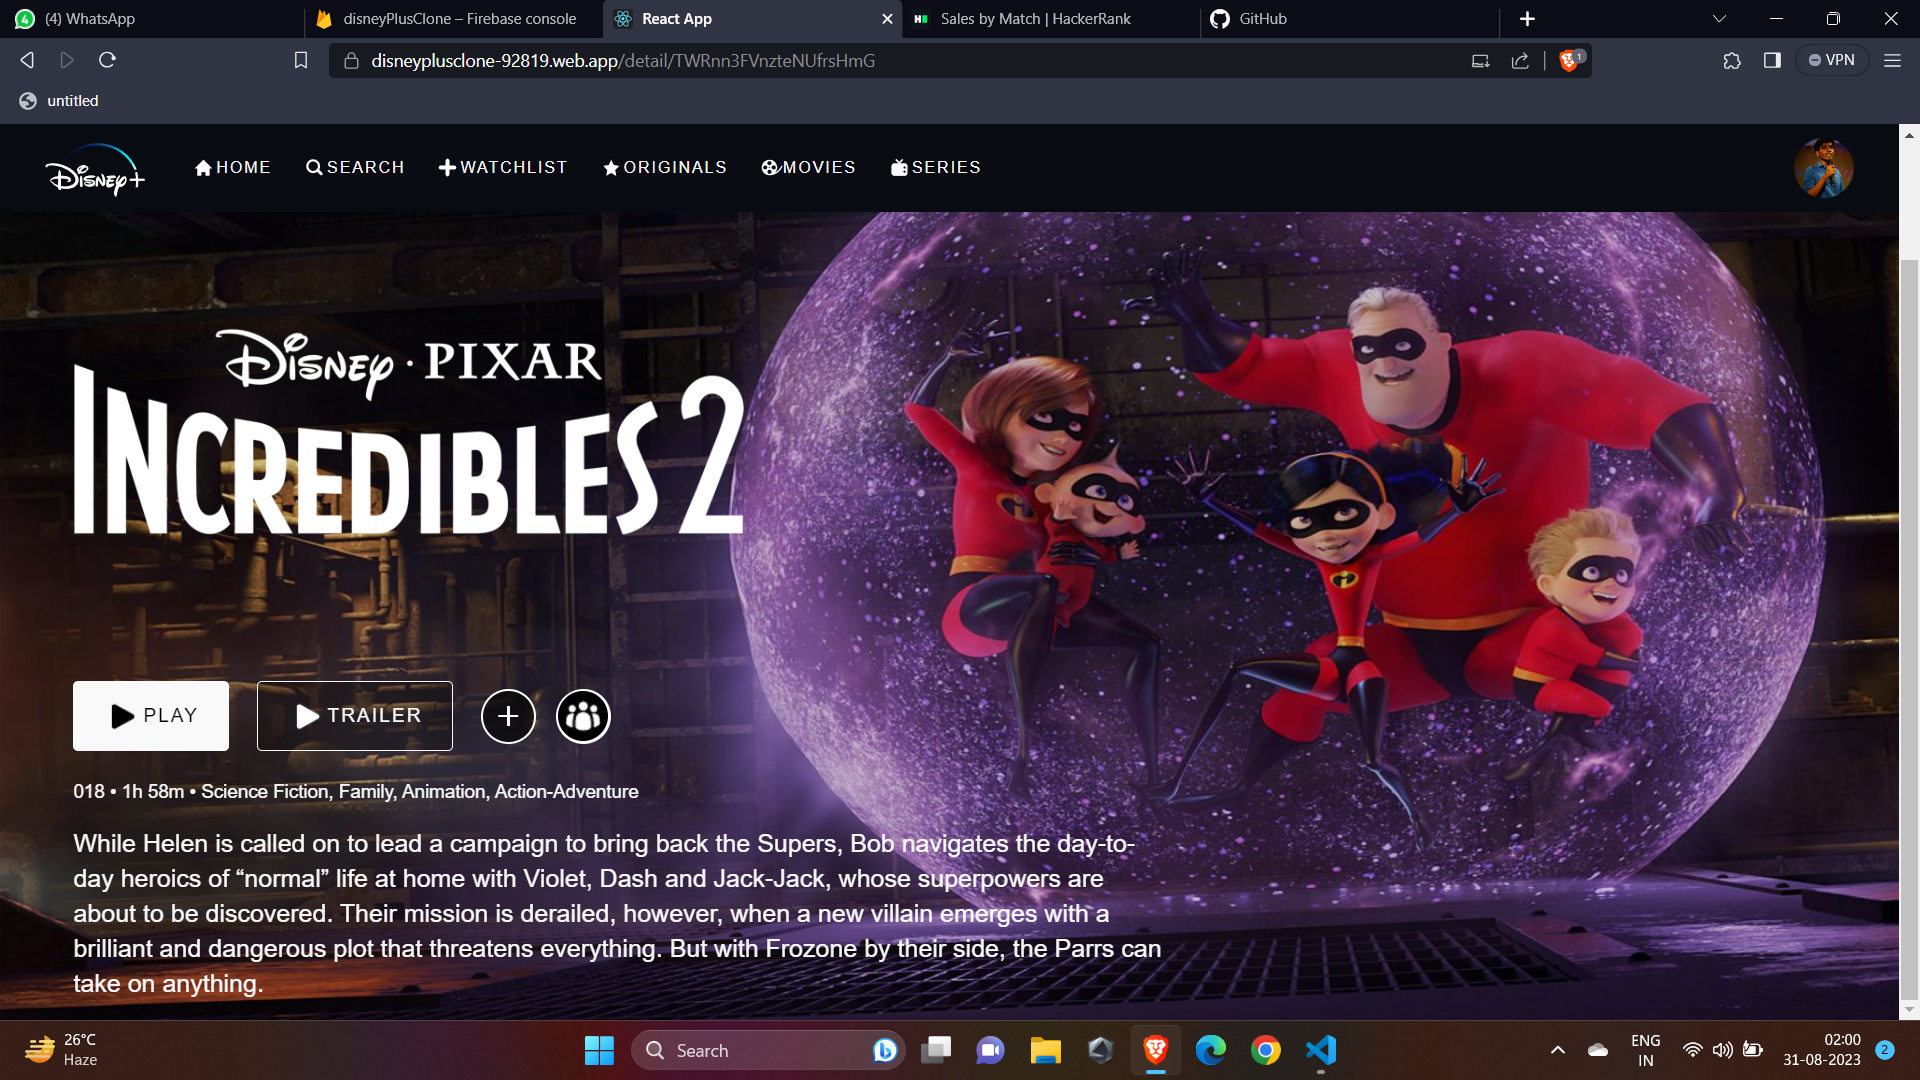 (4) WhatsApp
disneyPlusClone – Firebase console
React App
Sales by Match | HackerRank
GitHub
disneyplusclone-92819.web.app/detail/TWRnn3FVnzteNUfrsHmG
1
VPN
untitled
Disney+
HOME
SEARCH
WATCHLIST
ORIGINALS
MOVIES
SERIES
Disney · PIXAR
INCREDIBLES 2
PLAY
TRAILER
018 • 1h 58m • Science Fiction, Family, Animation, Action-Adventure
While Helen is called on to lead a campaign to bring back the Supers, Bob navigates the day-to-
day heroics of “normal” life at home with Violet, Dash and Jack-Jack, whose superpowers are
about to be discovered. Their mission is derailed, however, when a new villain emerges with a
brilliant and dangerous plot that threatens everything. But with Frozone by their side, the Parrs can
take on anything.
26°C
Haze
Search
ENG
IN
02:00
31-08-2023
2